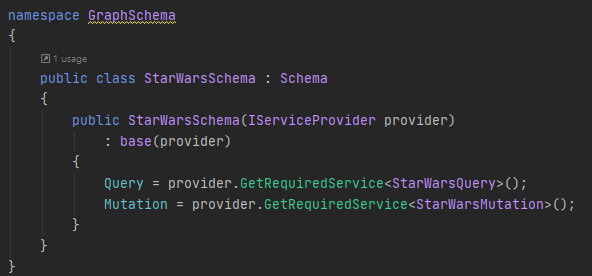 namespace GraphSchema
{
1 usage
public class StarWarsSchema : Schema
{
public StarWarsSchema(IServiceProvider provider)
: base(provider)
{
Query = provider.GetRequiredService<StarWarsQuery>();
Mutation = provider.GetRequiredService<StarWarsMutation>();
}
}
}